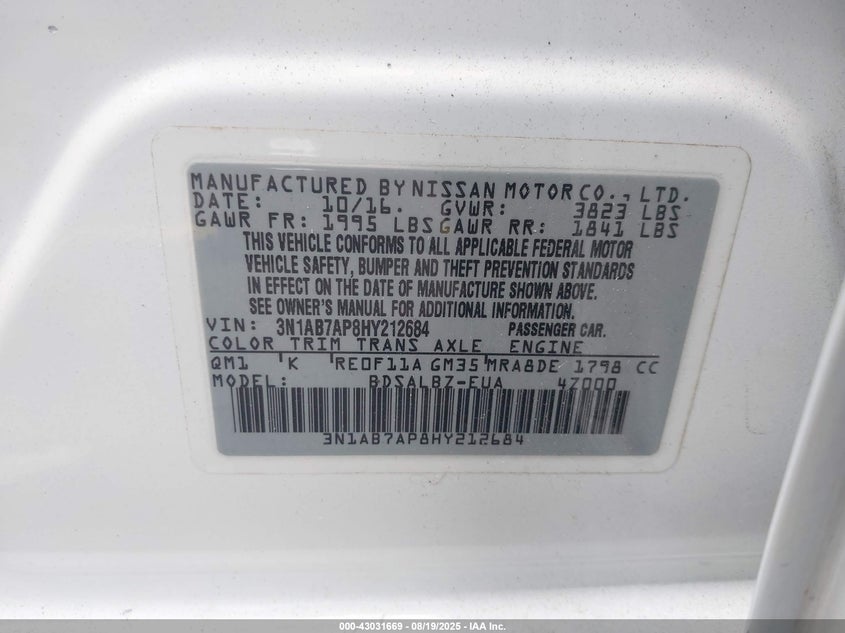 MANUFACTURED BY NISSAN MOTOR CO., LTD.
DATE: 10/16. GVWR: 3823 LBS
GAWR FR: 1995 LBS GAWR RR: 1841 LBS
THIS VEHICLE CONFORMS TO ALL APPLICABLE FEDERAL MOTOR
VEHICLE SAFETY, BUMPER AND THEFT PREVENTION STANDARDS
IN EFFECT ON THE DATE OF MANUFACTURE SHOWN ABOVE.
SEE OWNER'S MANUAL FOR ADDITIONAL INFORMATION.
VIN: 3N1AB7AP8HY212684 PASSENGER CAR.
COLOR TRIM TRANS AXLE ENGINE
QM1 K RE0F11A GM35 MRA8DE 1798 CC
MODEL: BDSALBZ-EUA 47000
3N1AB7AP8HY212684
000-43031669 - 08/19/2025 - IAA Inc.